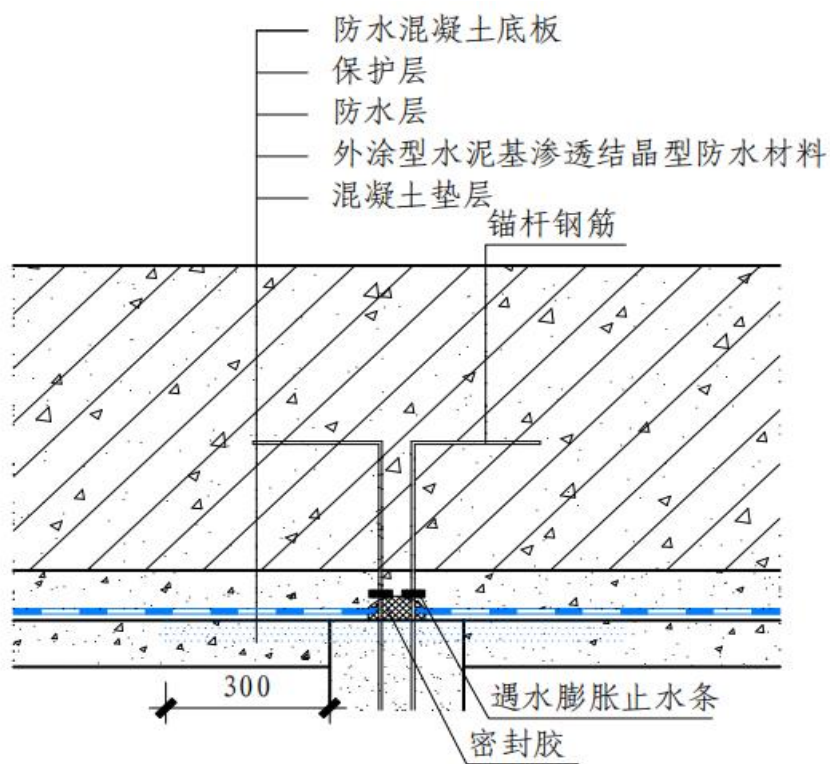 防水混凝土底板
保护层
防水层
外涂型水泥基渗透结晶型防水材料
混凝土垫层
锚杆钢筋
300
遇水膨胀止水条
密封胶